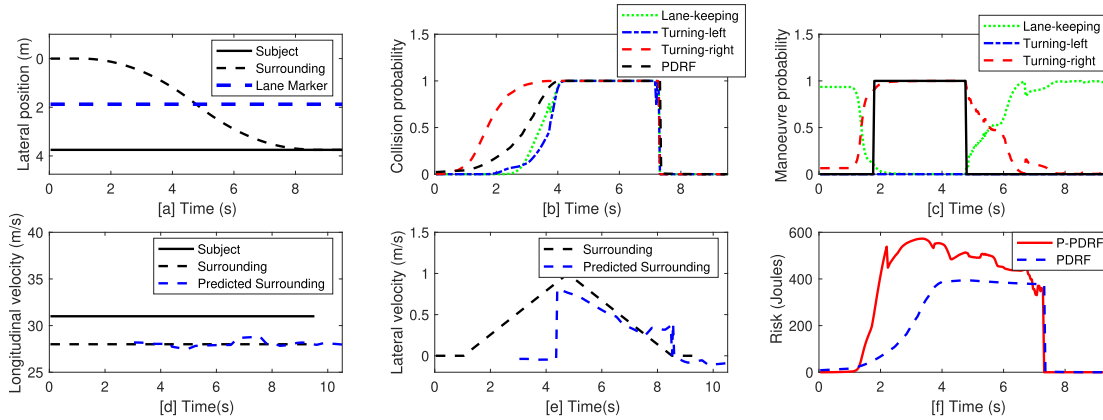 Lateral position (m)
0
2
4
0 2 4 6 8
[a] Time (s)
Subject
Surrounding
Lane Marker
Collision probability
1.5
1
0.5
0
0 2 4 6 8
[b] Time (s)
Lane-keeping
Turning-left
Turning-right
PDRF
Manoeuvre probability
1.5
1
0.5
0
0 2 4 6 8
[c] Time (s)
Lane-keeping
Turning-left
Turning-right
Longitudinal velocity (m/s)
40
35
30
25
0 2 4 6 8 10
[d] Time(s)
Subject
Surrounding
Predicted Surrounding
Lateral velocity (m/s)
1.5
1
0.5
0
0 2 4 6 8 10
[e] Time(s)
Surrounding
Predicted Surrounding
Risk (Joules)
600
400
200
0
0 2 4 6 8
[f] Time (s)
P-PDRF
PDRF